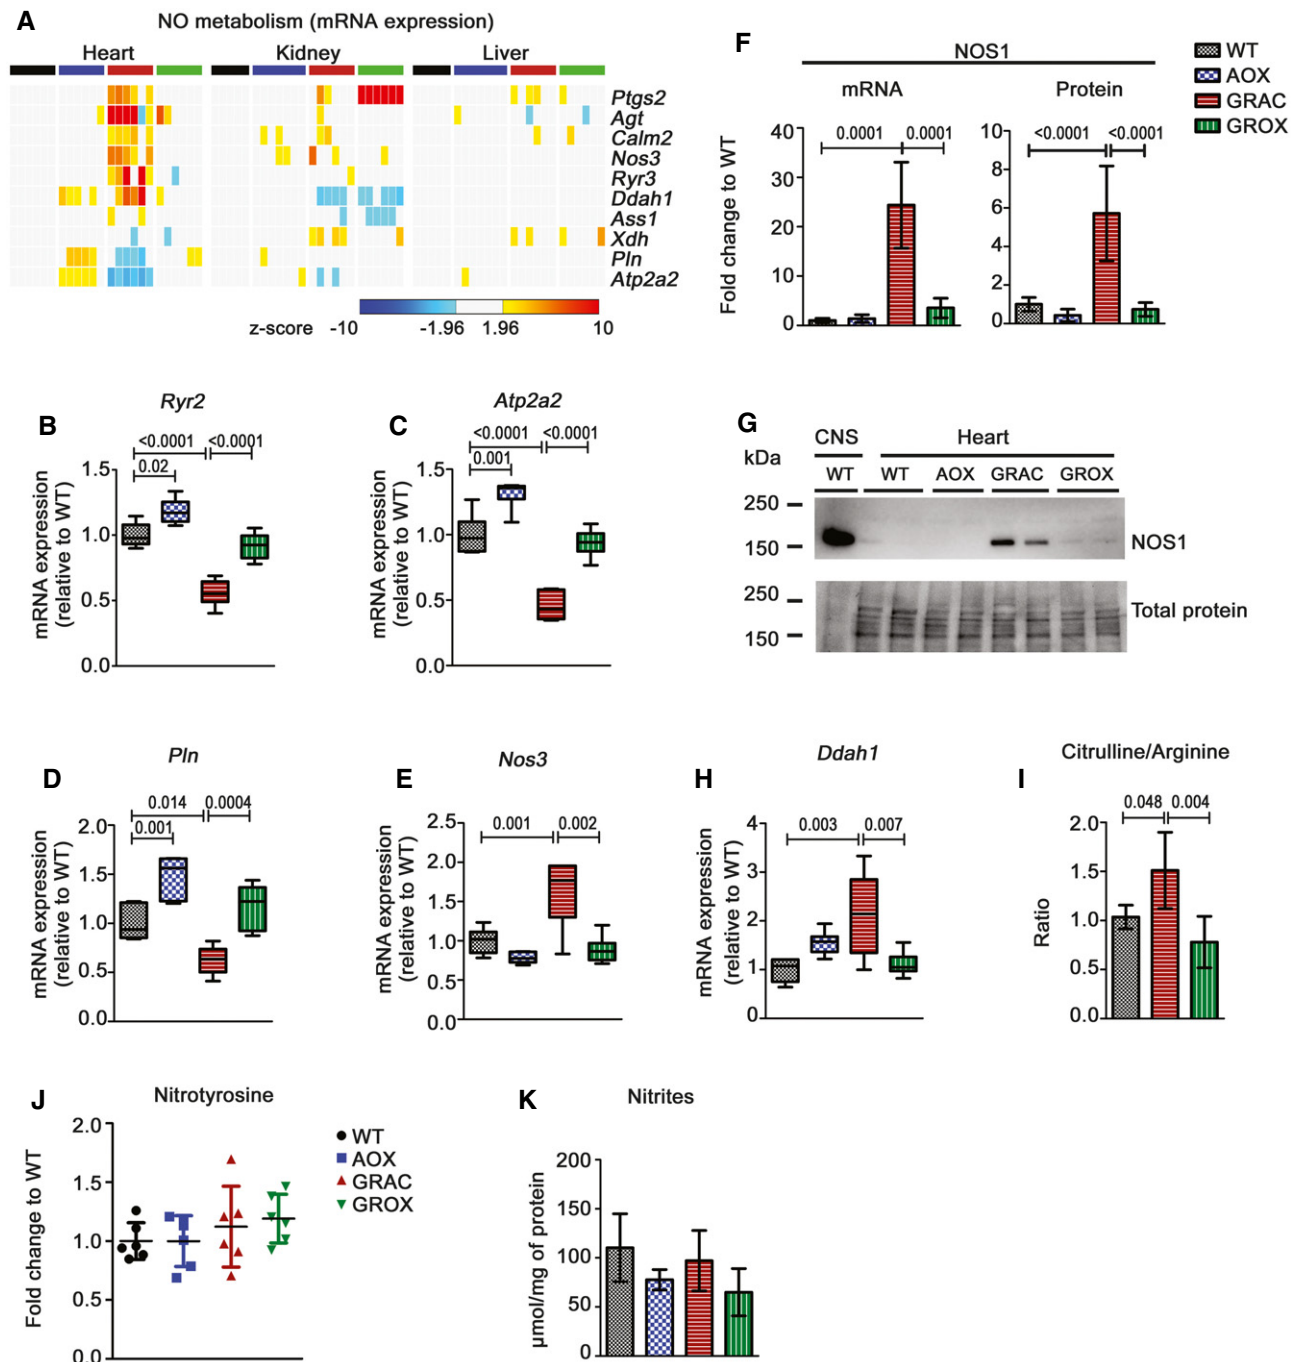 A
NO metabolism (mRNA expression)
Heart Kidney Liver
Ptgs2
Agt
Calm2
Nos3
Ryr3
Ddah1
Ass1
Xdh
Pln
Atp2a2
z-score -10 -1.96 1.96 10
F
NOS1
mRNA Protein
WT
AOX
GRAC
GROX
Fold change to WT
40
30
20
10
0
0.0001 0.0001
10
8
6
4
2
0
<0.0001 <0.0001
B
Ryr2
<0.0001 <0.0001
0.02
mRNA expression
(relative to WT)
1.5
1.0
0.5
0.0
C
Atp2a2
<0.0001 <0.0001
0.001
mRNA expression
(relative to WT)
1.5
1.0
0.5
0.0
G
CNS Heart
kDa
WT WT AOX GRAC GROX
250
150
NOS1
250
150
Total protein
D
Pln
0.014 0.0004
0.001
mRNA expression
(relative to WT)
2.0
1.5
1.0
0.5
0.0
E
Nos3
0.001 0.002
mRNA expression
(relative to WT)
2.5
2.0
1.5
1.0
0.5
0.0
H
Ddah1
0.003 0.007
mRNA expression
(relative to WT)
4
3
2
1
0
I
Citrulline/Arginine
0.048 0.004
Ratio
2.0
1.5
1.0
0.5
0.0
J
Nitrotyrosine
Fold change to WT
2.0
1.5
1.0
0.5
0.0
WT
AOX
GRAC
GROX
K
Nitrites
µmol/mg of protein
200
150
100
50
0